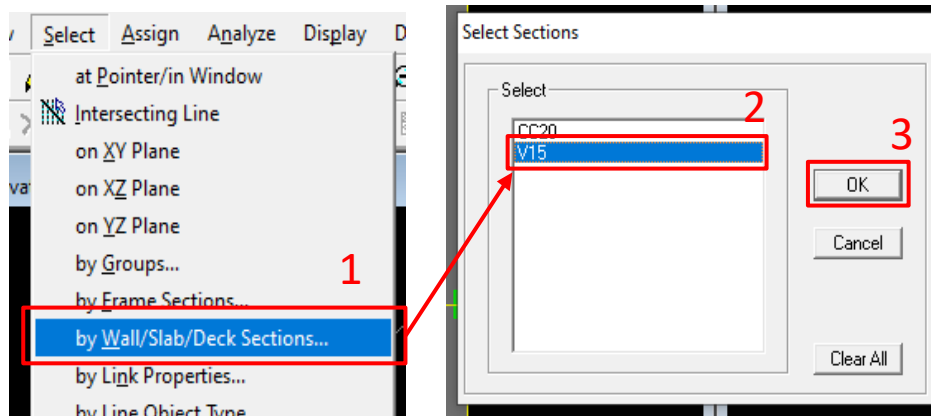 Select Assign Analyze Display D
at Pointer/in Window
Intersecting Line
on XY Plane
on XZ Plane
on YZ Plane
by Groups...
1
by Frame Sections...
by Wall/Slab/Deck Sections...
by Link Properties...
by Line Object Type
va
Select Sections
Select
2
CC20
V15
3
OK
Cancel
Clear All